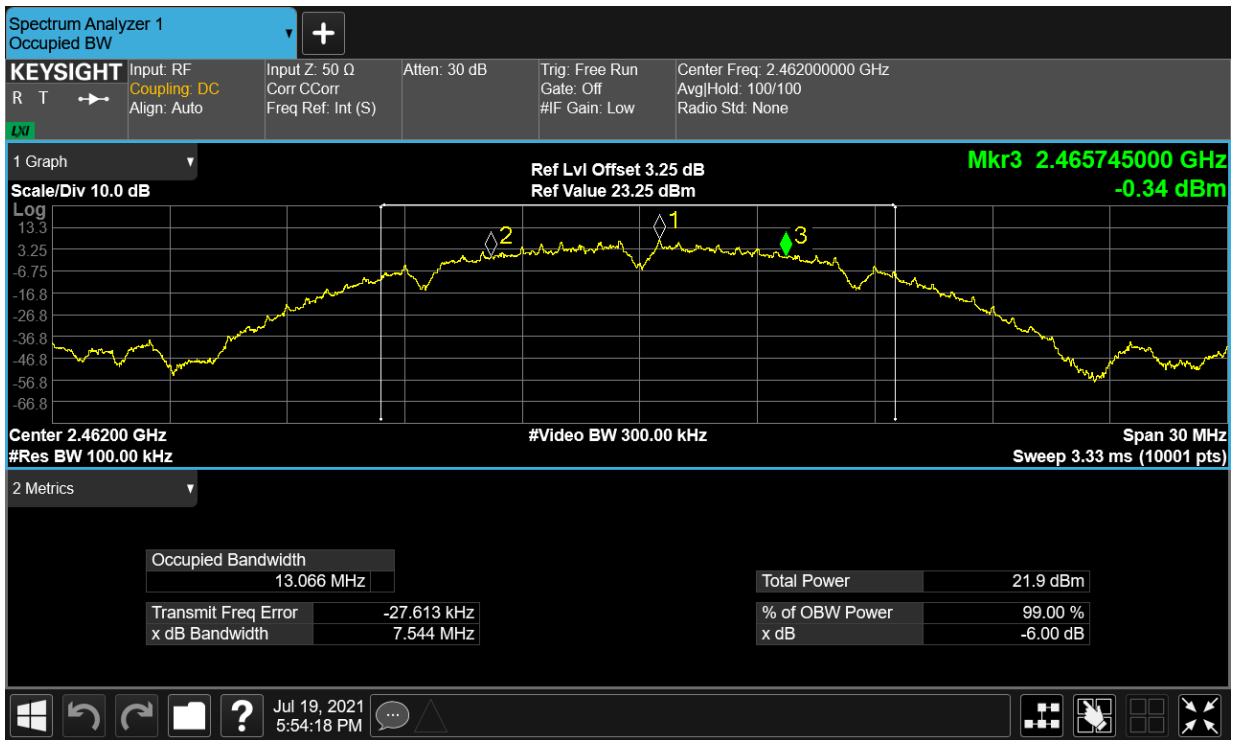 Spectrum Analyzer 1
Occupied BW
KEYSIGHT
R T
LXI
Input: RF
Coupling: DC
Align: Auto
Input Z: 50 Ω
Corr CCorr
Freq Ref: Int (S)
Atten: 30 dB
Trig: Free Run
Gate: Off
#IF Gain: Low
Center Freq: 2.462000000 GHz
Avg|Hold: 100/100
Radio Std: None
1 Graph
Scale/Div 10.0 dB
Ref Lvl Offset 3.25 dB
Ref Value 23.25 dBm
Mkr3 2.465745000 GHz
-0.34 dBm
Log
13.3
3.25
-6.75
-16.8
-26.8
-36.8
-46.8
-56.8
-66.8
2
1
3
Center 2.46200 GHz
#Video BW 300.00 kHz
Span 30 MHz
#Res BW 100.00 kHz
Sweep 3.33 ms (10001 pts)
2 Metrics
Occupied Bandwidth
13.066 MHz
Transmit Freq Error -27.613 kHz
x dB Bandwidth 7.544 MHz
Total Power 21.9 dBm
% of OBW Power 99.00 %
x dB -6.00 dB
?
Jul 19, 2021
5:54:18 PM